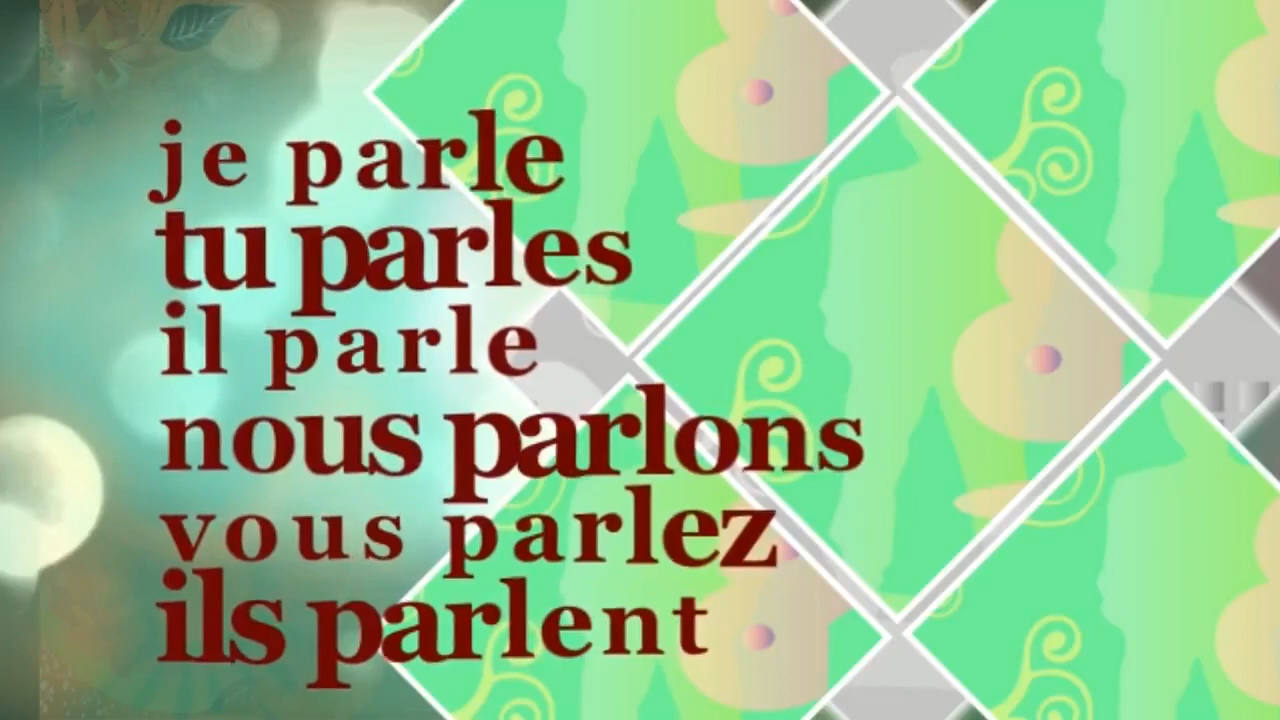 je parle
tu parles
il parle
nous parlons
vous parlez
ils parlent